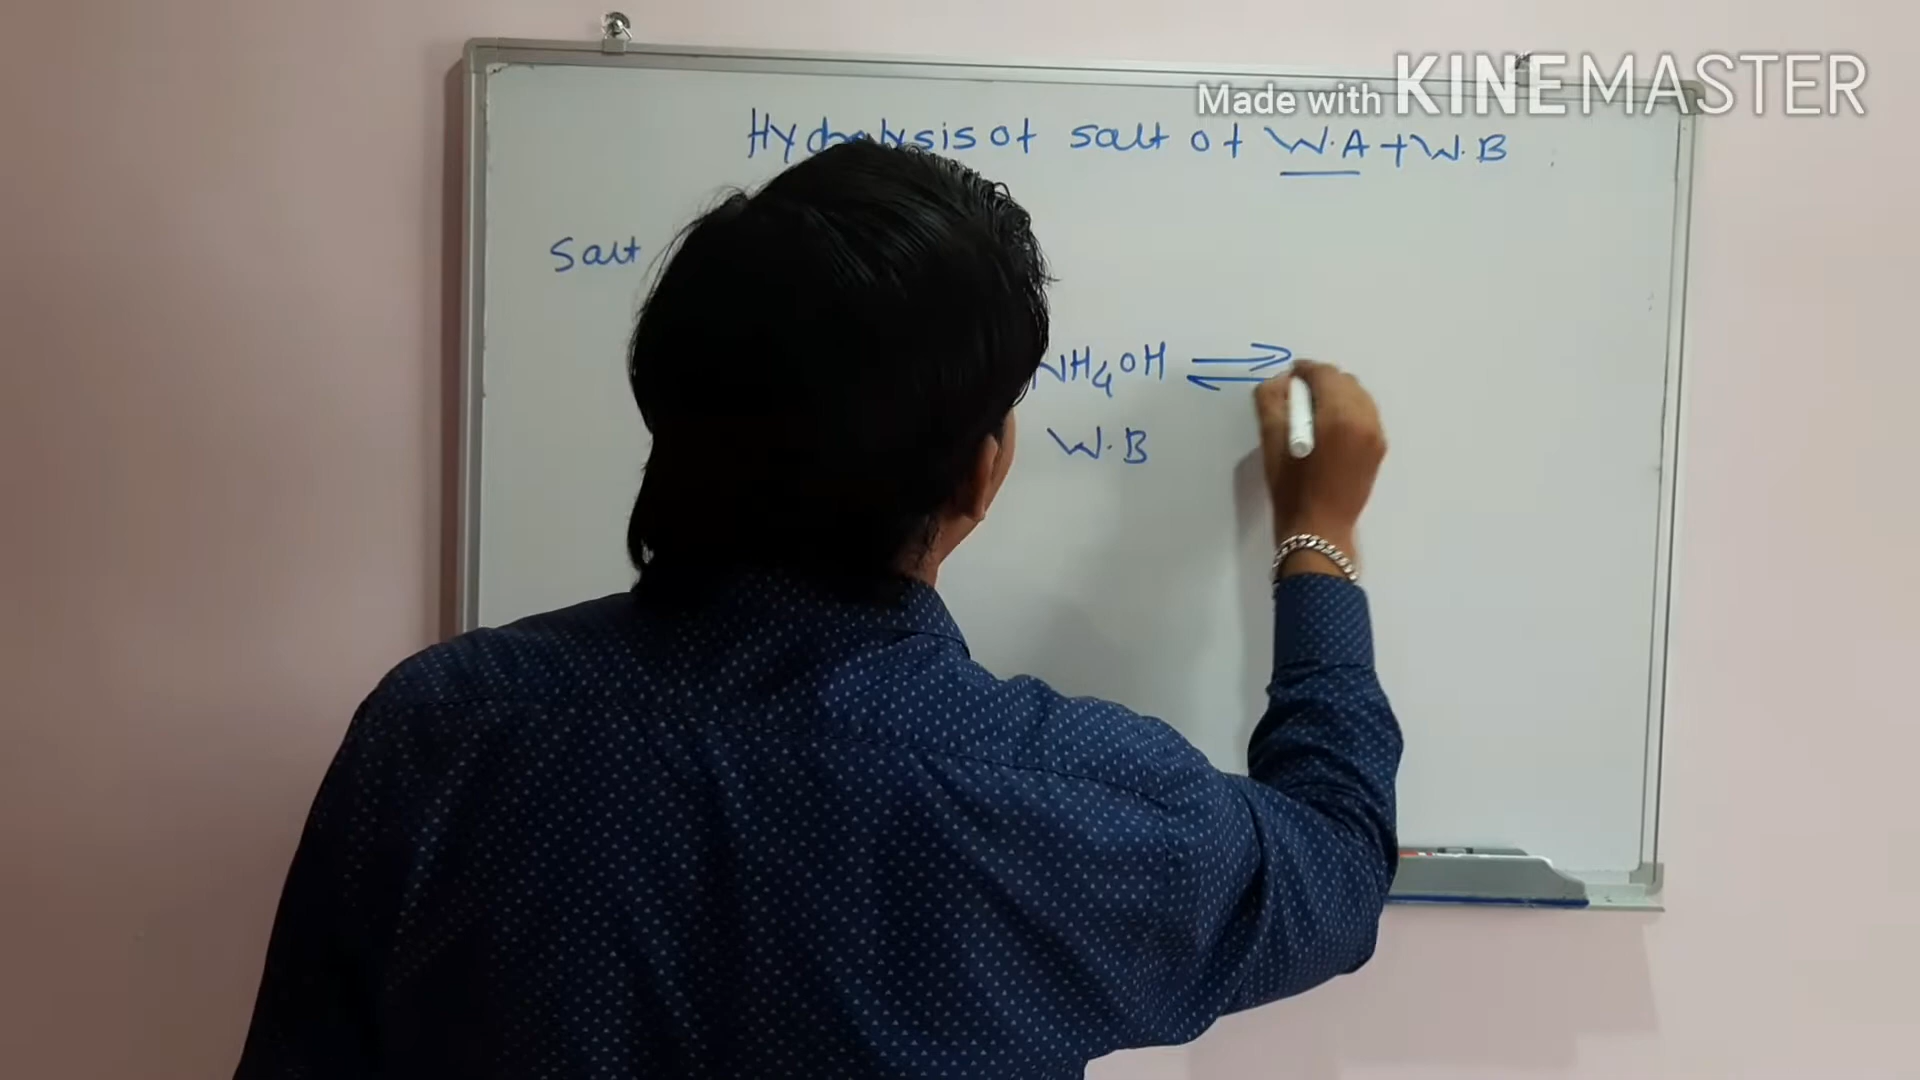 Made with KINEMASTER
Hydrolysis of salt of W.A + W.B
Salt
NH4OH ⇌
W.B